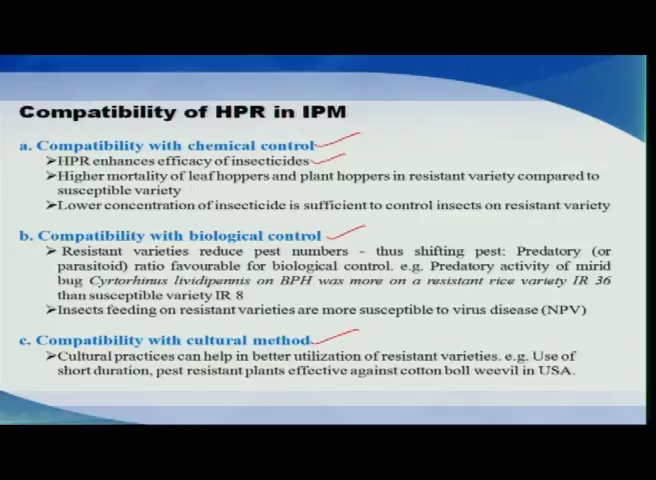 Compatibility of HPR in IPM
a. Compatibility with chemical control
➢HPR enhances efficacy of insecticides
➢Higher mortality of leaf hoppers and plant hoppers in resistant variety compared to
susceptible variety
➢Lower concentration of insecticide is sufficient to control insects on resistant variety
b. Compatibility with biological control
➢ Resistant varieties reduce pest numbers - thus shifting pest: Predatory (or
parasitoid) ratio favourable for biological control. e.g. Predatory activity of mirid
bug Cyrtorhinus lividipennis on BPH was more on a resistant rice variety IR 36
than susceptible variety IR 8
➢Insects feeding on resistant varieties are more susceptible to virus disease (NPV)
c. Compatibility with cultural method
➢Cultural practices can help in better utilization of resistant varieties. e.g. Use of
short duration, pest resistant plants effective against cotton boll weevil in USA.